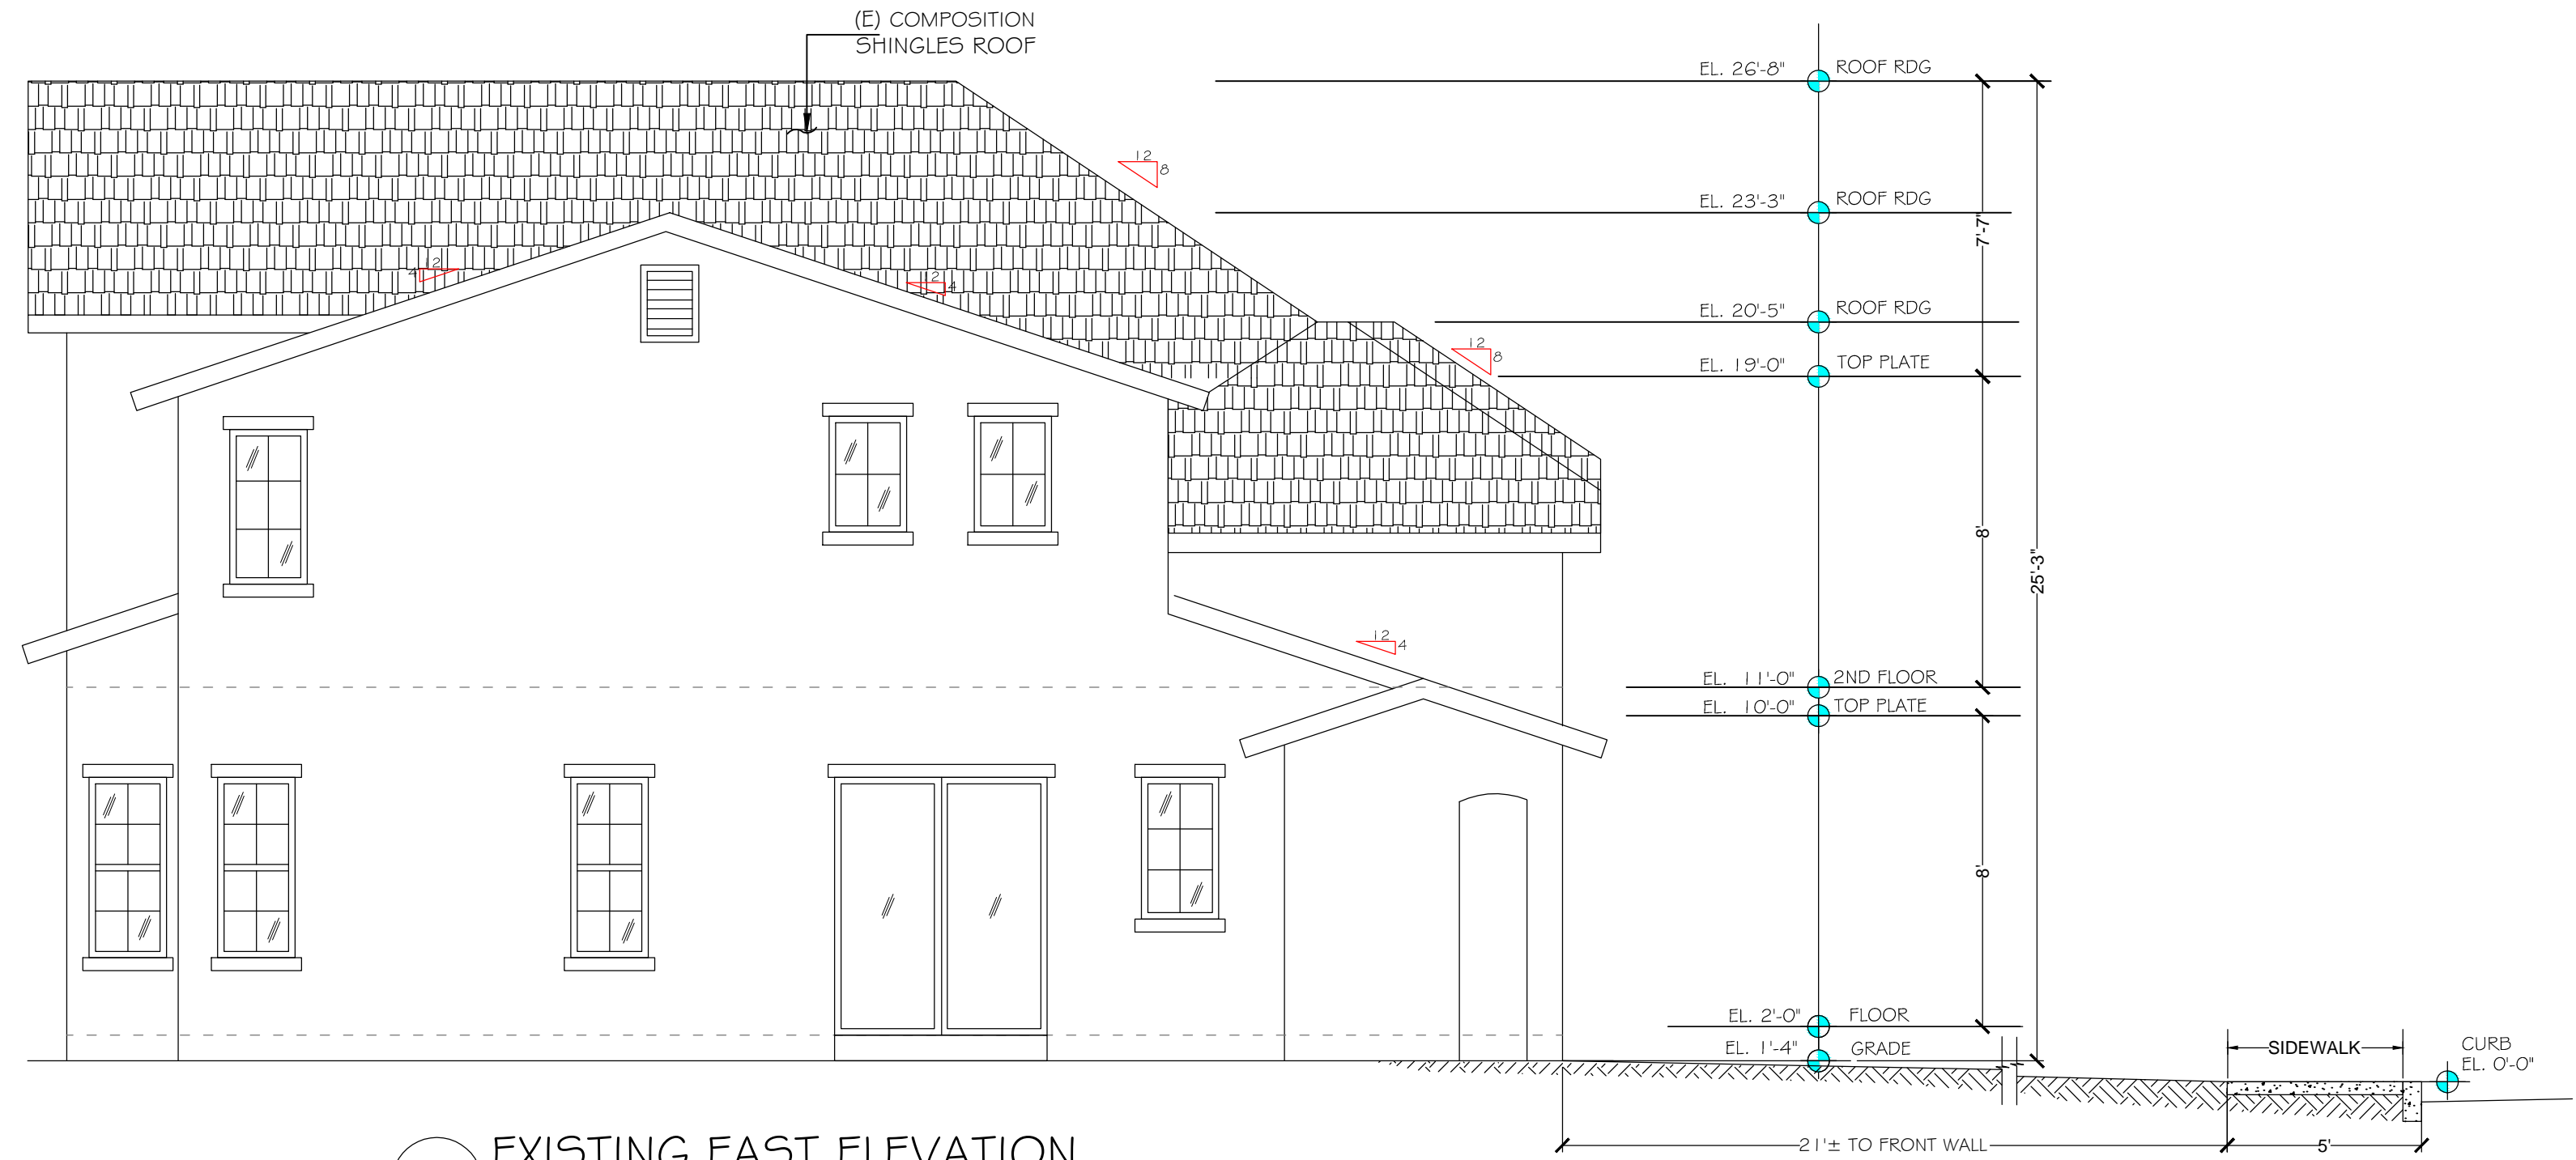 (E) COMPOSITION
SHINGLES ROOF
EL. 26'-8" ROOF RDG
12
8
EL. 23'-3" ROOF RDG
7'-7"
12
4
12
4
EL. 20'-5" ROOF RDG
12
8
EL. 19'-0" TOP PLATE
8'
25'-3"
12
4
EL. 11'-0" 2ND FLOOR
EL. 10'-0" TOP PLATE
8'
EL. 2'-0" FLOOR
EL. 1'-4" GRADE
SIDEWALK
CURB
EL. 0'-0"
21'± TO FRONT WALL
5'
EXISTING EAST ELEVATION